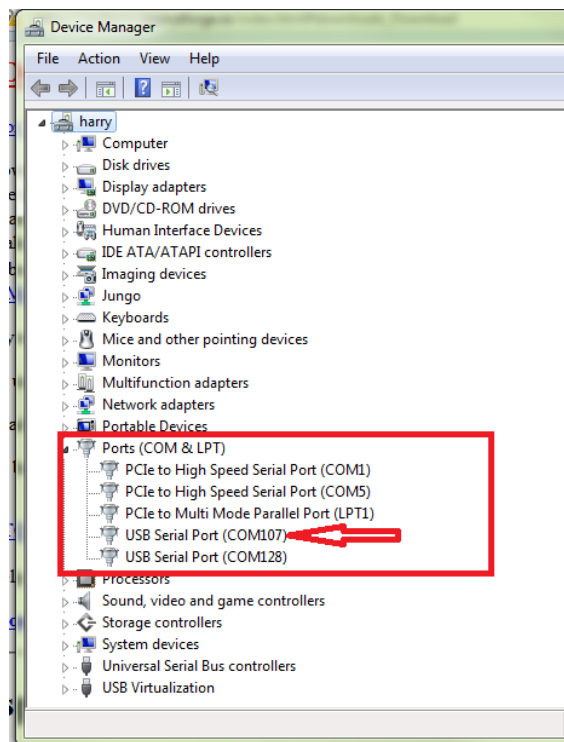 Device Manager
File Action View Help
harry
Computer
Disk drives
Display adapters
DVD/CD-ROM drives
Human Interface Devices
IDE ATA/ATAPI controllers
Imaging devices
Jungo
Keyboards
Mice and other pointing devices
Monitors
Multifunction adapters
Network adapters
Portable Devices
Ports (COM & LPT)
PCIe to High Speed Serial Port (COM1)
PCIe to High Speed Serial Port (COM5)
PCIe to Multi Mode Parallel Port (LPT1)
USB Serial Port (COM107)
USB Serial Port (COM128)
Processors
Sound, video and game controllers
Storage controllers
System devices
Universal Serial Bus controllers
USB Virtualization